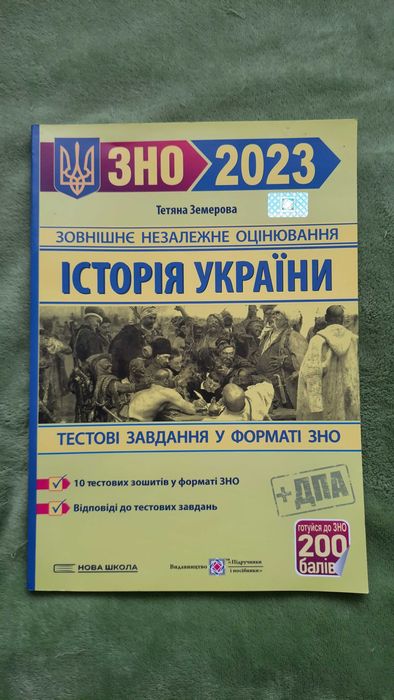 ЗНО 2023
Тетяна Земерова
ЗОВНІШНЄ НЕЗАЛЕЖНЕ ОЦІНЮВАННЯ
ІСТОРІЯ УКРАЇНИ
ТЕСТОВІ ЗАВДАННЯ У ФОРМАТІ ЗНО
10 тестових зошитів у форматі ЗНО
Відповіді до тестових завдань
+ДПА
готуйся до ЗНО
200
балів
НОВА ШКОЛА
Видавництво
«Підручники
і посібники»